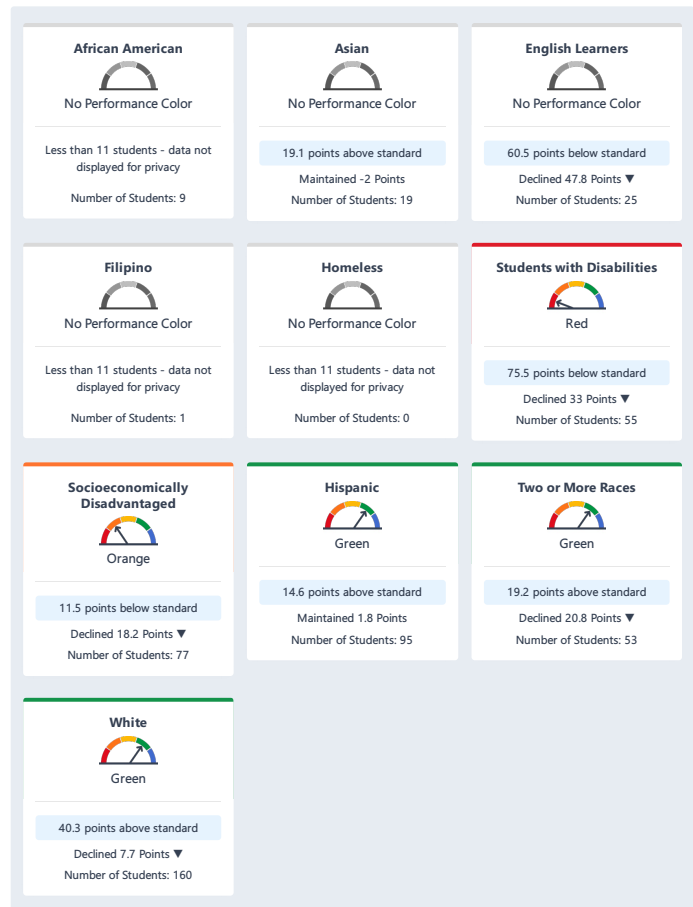 African American
No Performance Color
Less than 11 students - data not
displayed for privacy
Number of Students: 9
Asian
No Performance Color
19.1 points above standard
Maintained -2 Points
Number of Students: 19
English Learners
No Performance Color
60.5 points below standard
Declined 47.8 Points ▼
Number of Students: 25
Filipino
No Performance Color
Less than 11 students - data not
displayed for privacy
Number of Students: 1
Homeless
No Performance Color
Less than 11 students - data not
displayed for privacy
Number of Students: 0
Students with Disabilities
Red
75.5 points below standard
Declined 33 Points ▼
Number of Students: 55
Socioeconomically
Disadvantaged
Orange
11.5 points below standard
Declined 18.2 Points ▼
Number of Students: 77
Hispanic
Green
14.6 points above standard
Maintained 1.8 Points
Number of Students: 95
Two or More Races
Green
19.2 points above standard
Declined 20.8 Points ▼
Number of Students: 53
White
Green
40.3 points above standard
Declined 7.7 Points ▼
Number of Students: 160